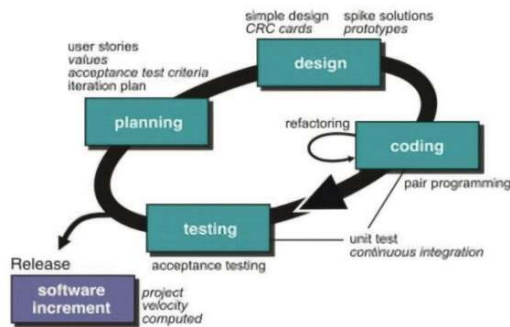 simple design
CRC cards
spike solutions
prototypes
user stories
values
acceptance test criteria
iteration plan
design
planning
refactoring
coding
pair programming
testing
unit test
continuous integration
acceptance testing
Release
software
increment
project
velocity
computed